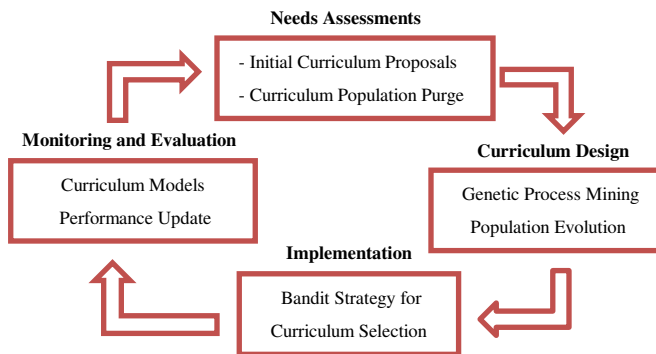 Needs Assessments
- Initial Curriculum Proposals
- Curriculum Population Purge
Monitoring and Evaluation
Curriculum Models
Performance Update
Curriculum Design
Genetic Process Mining
Population Evolution
Implementation
Bandit Strategy for
Curriculum Selection